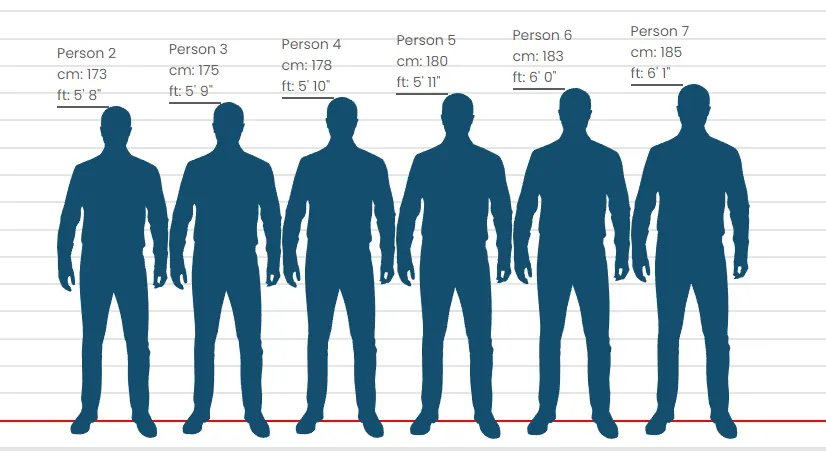 Person 2
cm: 173
ft: 5' 8"
Person 3
cm: 175
ft: 5' 9"
Person 4
cm: 178
ft: 5' 10"
Person 5
cm: 180
ft: 5' 11"
Person 6
cm: 183
ft: 6' 0"
Person 7
cm: 185
ft: 6' 1"